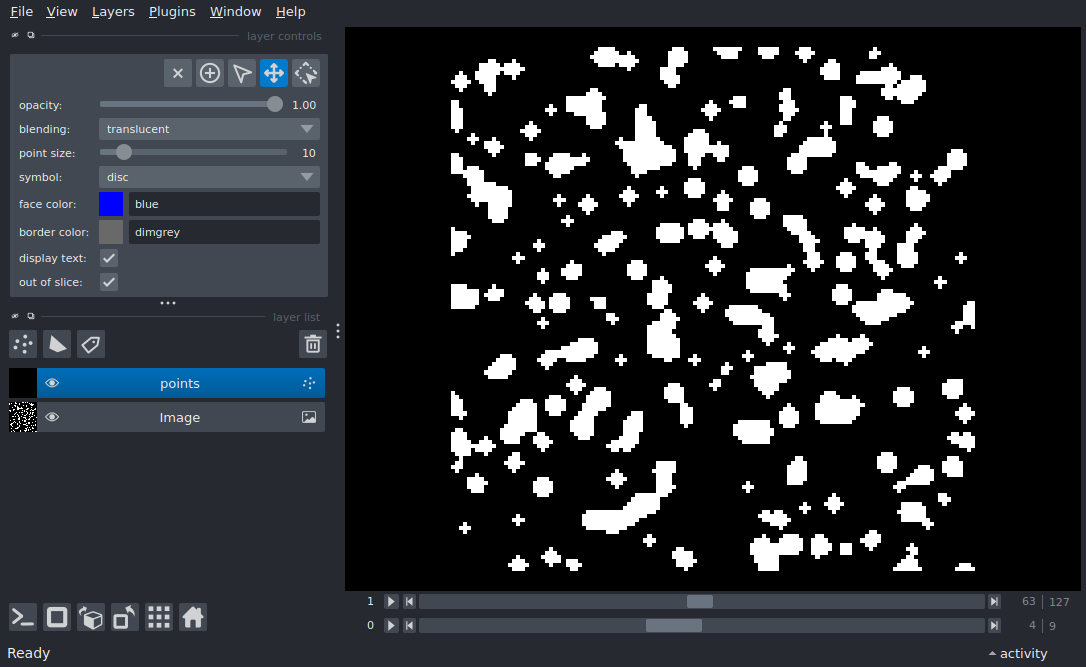 File View Layers Plugins Window Help
layer controls
opacity: 1.00
blending: translucent
point size: 10
symbol: disc
face color: blue
border color: dimgrey
display text:
out of slice:
layer list
points
Image
1 63 127
0 4 9
Ready activity